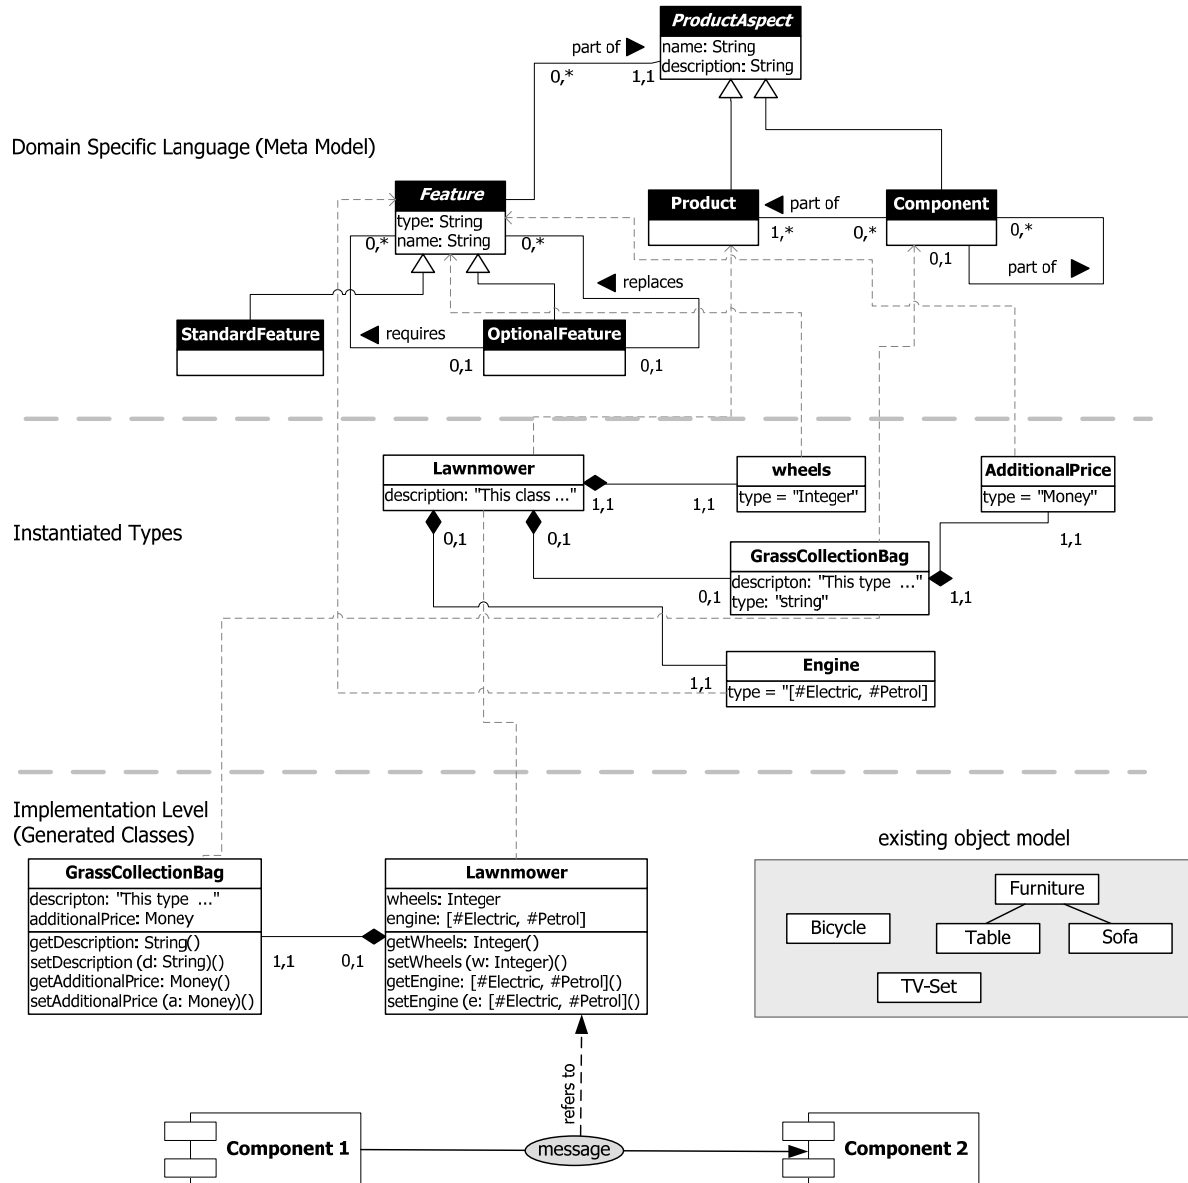 ProductAspect
name: String
description: String
part of
0,*
1,1
Domain Specific Language (Meta Model)
Feature
type: String
name: String
0,*
0,*
Product
part of
1,*
0,*
Component
0,*
0,1
part of
replaces
StandardFeature
requires
0,1
OptionalFeature
0,1
Instantiated Types
Lawnmower
description: "This class ..."
1,1
1,1
wheels
type = "Integer"
AdditionalPrice
type = "Money"
1,1
0,1
0,1
GrassCollectionBag
descripton: "This type ..."
type: "string"
0,1
1,1
Engine
type = "[#Electric, #Petrol]
1,1
Implementation Level
(Generated Classes)
GrassCollectionBag
descripton: "This type ..."
additionalPrice: Money
getDescription: String()
setDescription (d: String)()
getAdditionalPrice: Money()
setAdditionalPrice (a: Money)()
1,1
0,1
Lawnmower
wheels: Integer
engine: [#Electric, #Petrol]
getWheels: Integer()
setWheels (w: Integer)()
getEngine: [#Electric, #Petrol]()
setEngine (e: [#Electric, #Petrol]()
existing object model
Furniture
Bicycle
Table
Sofa
TV-Set
refers to
Component 1
message
Component 2